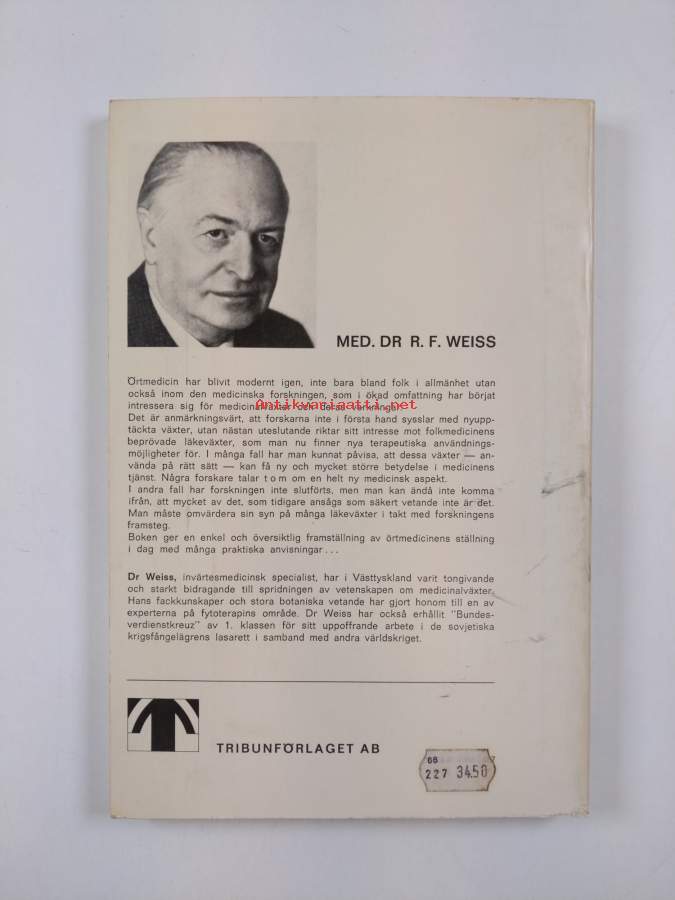 MED. DR R. F. WEISS
Örtmedicin har blivit modernt igen, inte bara bland folk i allmänhet utan
också inom den medicinska forskningen, som i ökad omfattning har börjat
intressera sig för medicinalväxter och deras verkningar.
Antikvariaatti.net
Det är anmärkningsvärt, att forskarna inte i första hand sysslar med nyupp-
täckta växter, utan nästan uteslutande riktar sitt intresse mot folkmedicinens
beprövade läkeväxter, som man nu finner nya terapeutiska användnings-
möjligheter för. I många fall har man kunnat påvisa, att dessa växter — an-
vända på rätt sätt — kan få ny och mycket större betydelse i medicinens
tjänst. Några forskare talar t o m om en helt ny medicinsk aspekt.
I andra fall har forskningen inte slutförts, men man kan ändå inte komma
ifrån, att mycket av det, som tidigare ansågs som säkert vetande inte är det.
Man måste omvärdera sin syn på många läkeväxter i takt med forskningens
framsteg.
Boken ger en enkel och översiktlig framställning av örtmedicinens ställning
i dag med många praktiska anvisningar...
Dr Weiss, invärtesmedicinsk specialist, har i Västtyskland varit tongivande
och starkt bidragande till spridningen av vetenskapen om medicinalväxter.
Hans fackkunskaper och stora botaniska vetande har gjort honom till en av
experterna på fytoterapins område. Dr Weiss har också erhållit "Bundes-
verdienstkreuz" av 1. klassen för sitt uppoffrande arbete i de sovjetiska
krigsfångelägrens lasarett i samband med andra världskriget.
TRIBUNFÖRLAGET AB
68
227 34.50